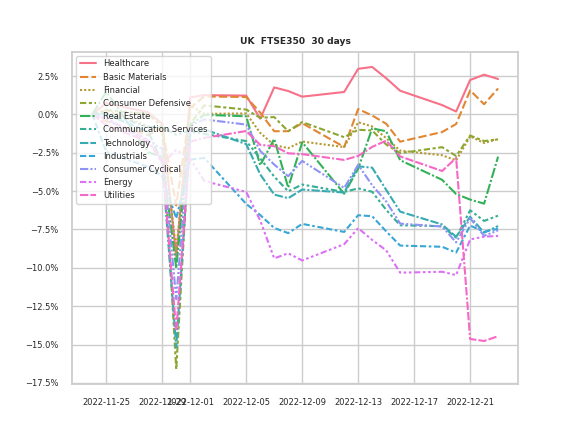 UK FTSE350 30 days
Healthcare
Basic Materials
Financial
Consumer Defensive
Real Estate
Communication Services
Technology
Industrials
Consumer Cyclical
Energy
Utilities
2.5%
0.0%
−2.5%
−5.0%
−7.5%
−10.0%
−12.5%
−15.0%
−17.5%
2022-11-25 2022-11-29 2022-12-01 2022-12-05 2022-12-09 2022-12-13 2022-12-17 2022-12-21